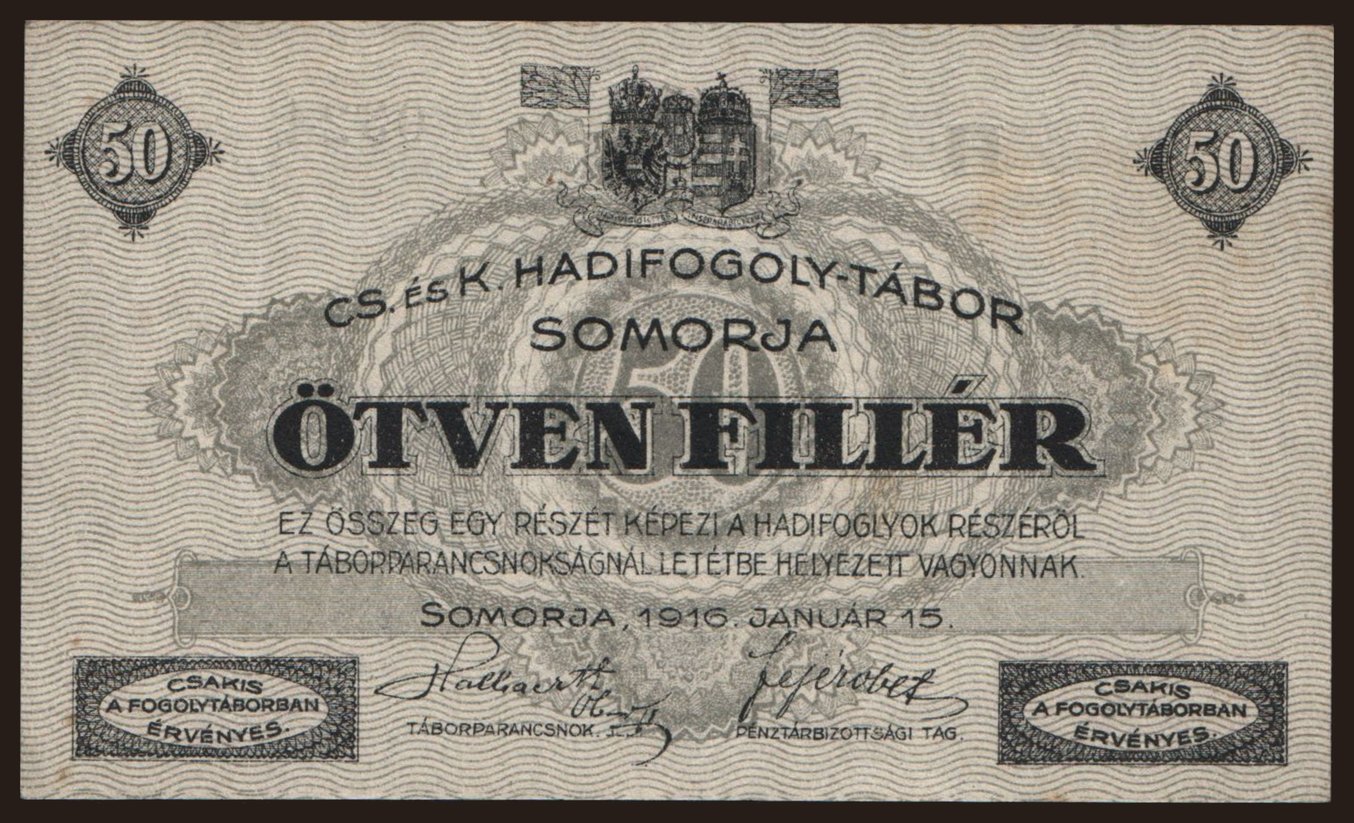 50
50
CS. ÉS K. HADIFOGOLY-TÁBOR
SOMORJA
50
ÖTVEN FILLÉR
EZ ÖSSZEG EGY RÉSZÉT KÉPEZI A HADIFOGLYOK RÉSZÉRŐL
A TÁBORPARANCSNOKSÁGNÁL LETÉTBE HELYEZETT VAGYONNAK.
SOMORJA, 1916. JANUÁR 15.
TÁBORPARANCSNOK.
PÉNZTÁRBIZOTTSÁGI TAG.
CSAKIS
A FOGOLYTÁBORBAN
ÉRVÉNYES.
CSAKIS
A FOGOLYTÁBORBAN
ÉRVÉNYES.